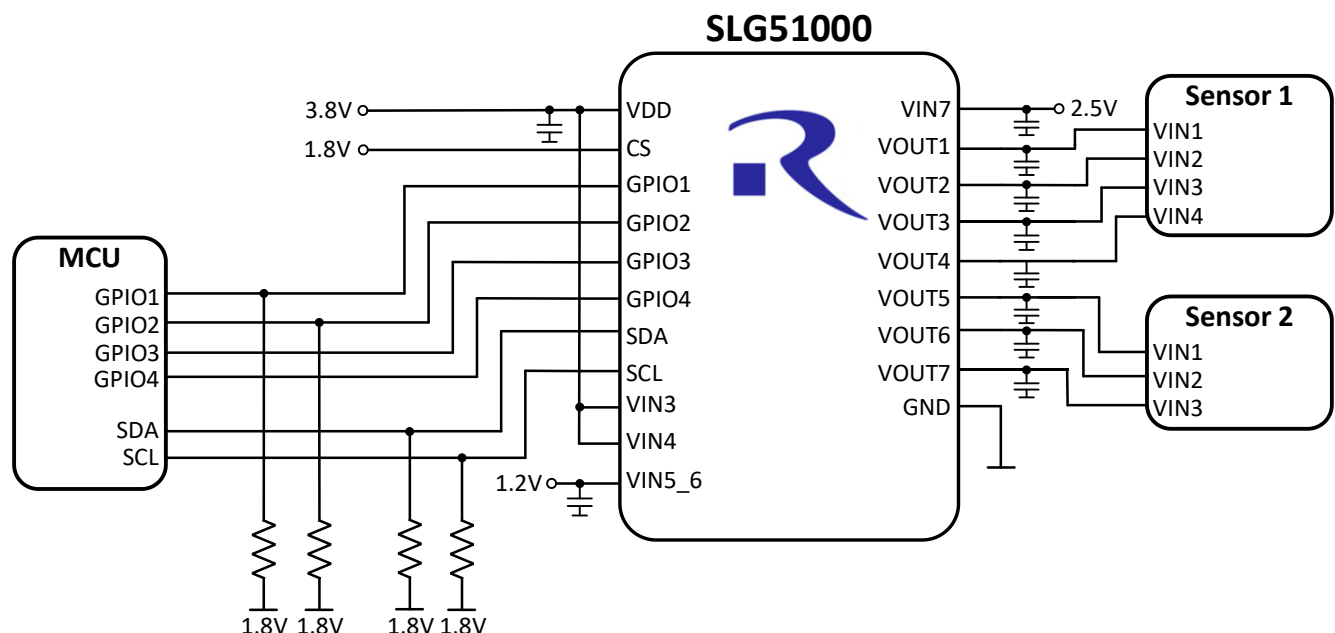 SLG51000
3.8V
1.8V
VDD
CS
GPIO1
GPIO2
GPIO3
GPIO4
SDA
SCL
VIN3
VIN4
1.2V
VIN5_6
VIN7
2.5V
VOUT1
VOUT2
VOUT3
VOUT4
VOUT5
VOUT6
VOUT7
GND
MCU
GPIO1
GPIO2
GPIO3
GPIO4
SDA
SCL
1.8V 1.8V 1.8V 1.8V
Sensor 1
VIN1
VIN2
VIN3
VIN4
Sensor 2
VIN1
VIN2
VIN3